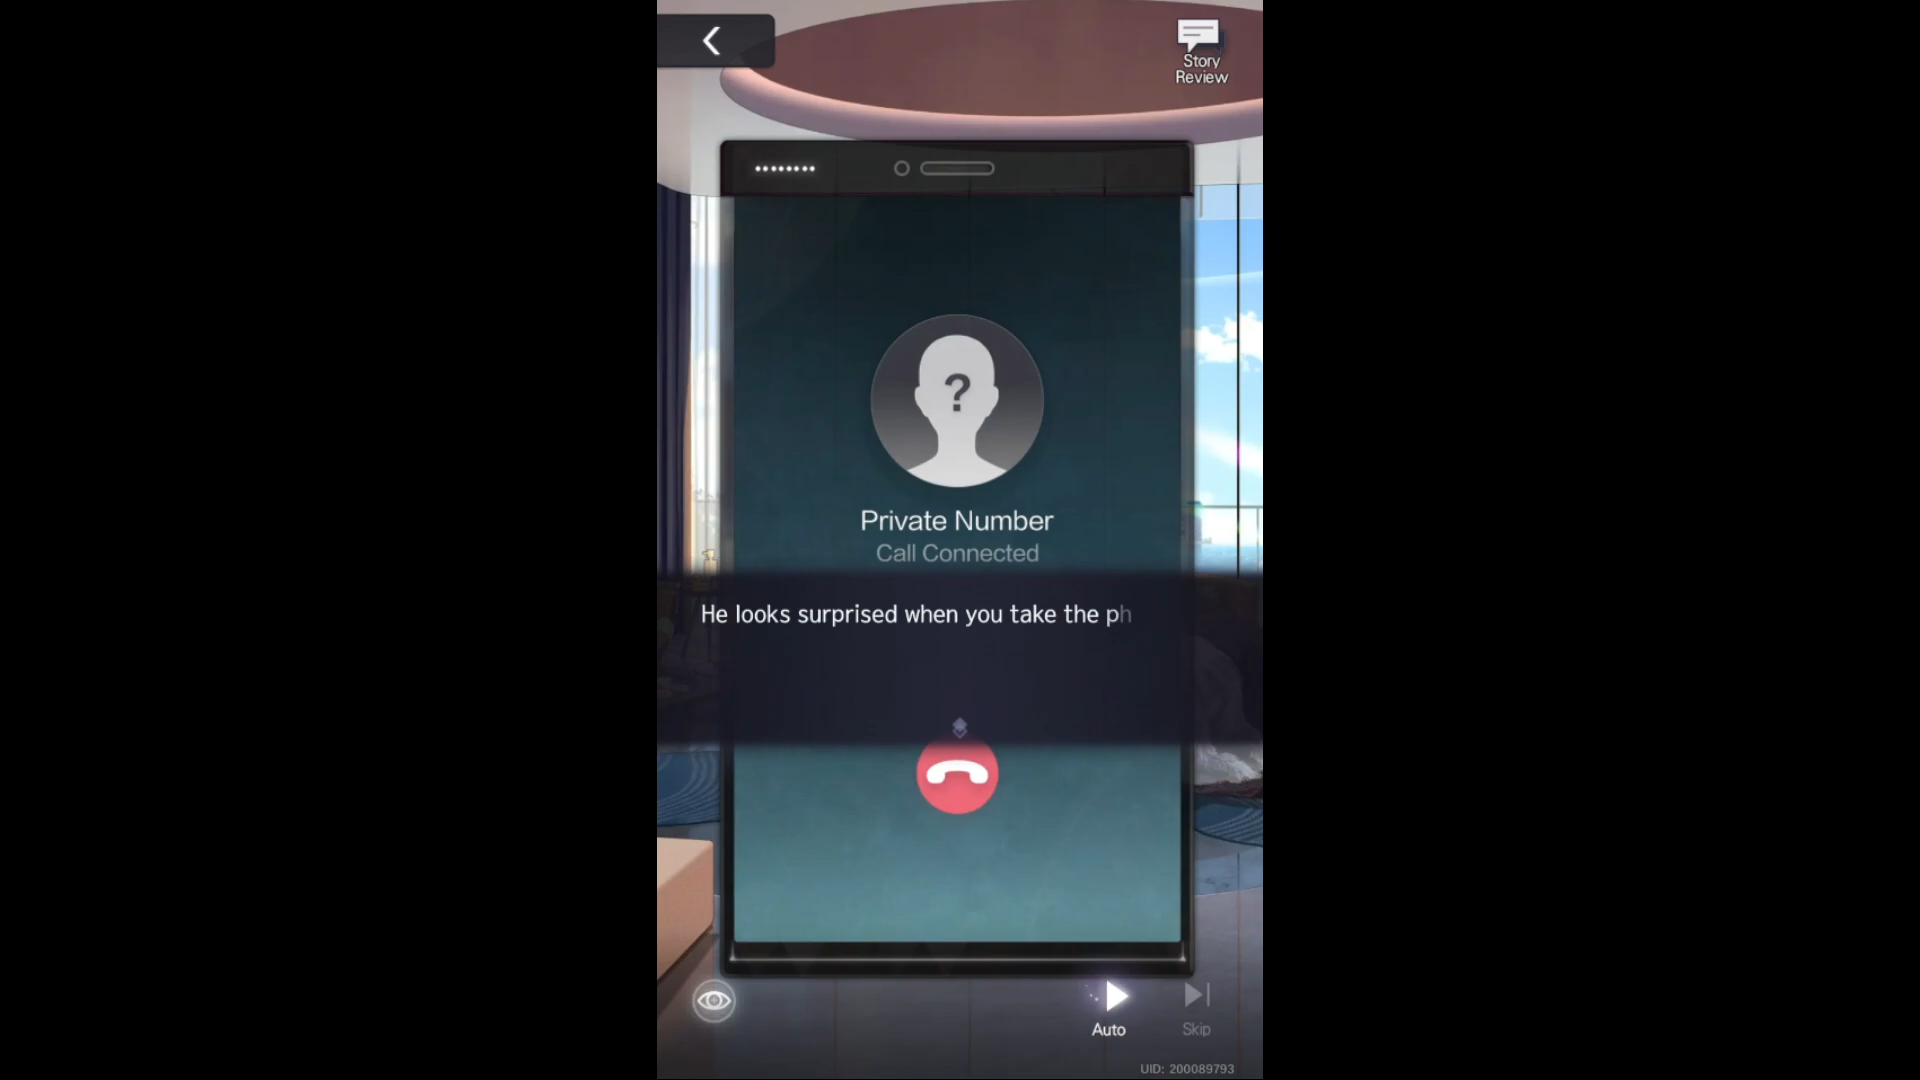 Story
Review
Private Number
Call Connected
He looks surprised when you take the ph
Auto
Skip
UID: 200089793